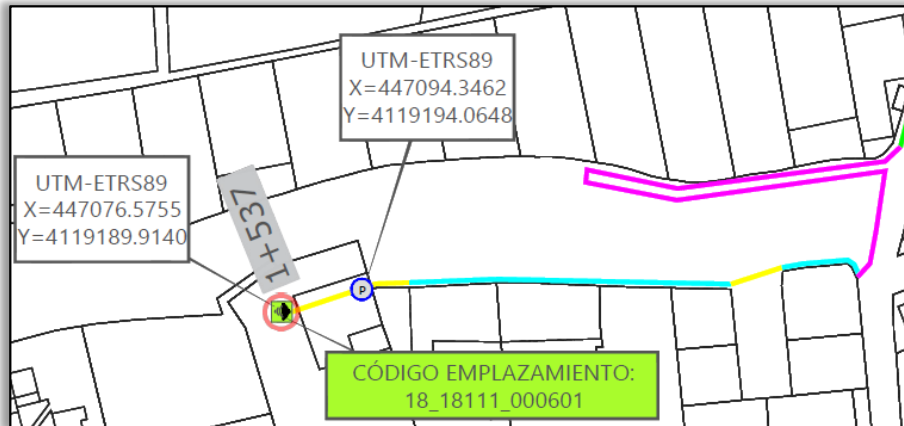 UTM-ETRS89
X=447094.3462
Y=4119194.0648
UTM-ETRS89
X=447076.5755
Y=4119189.9140
1+537
P
CÓDIGO EMPLAZAMIENTO:
18_18111_000601